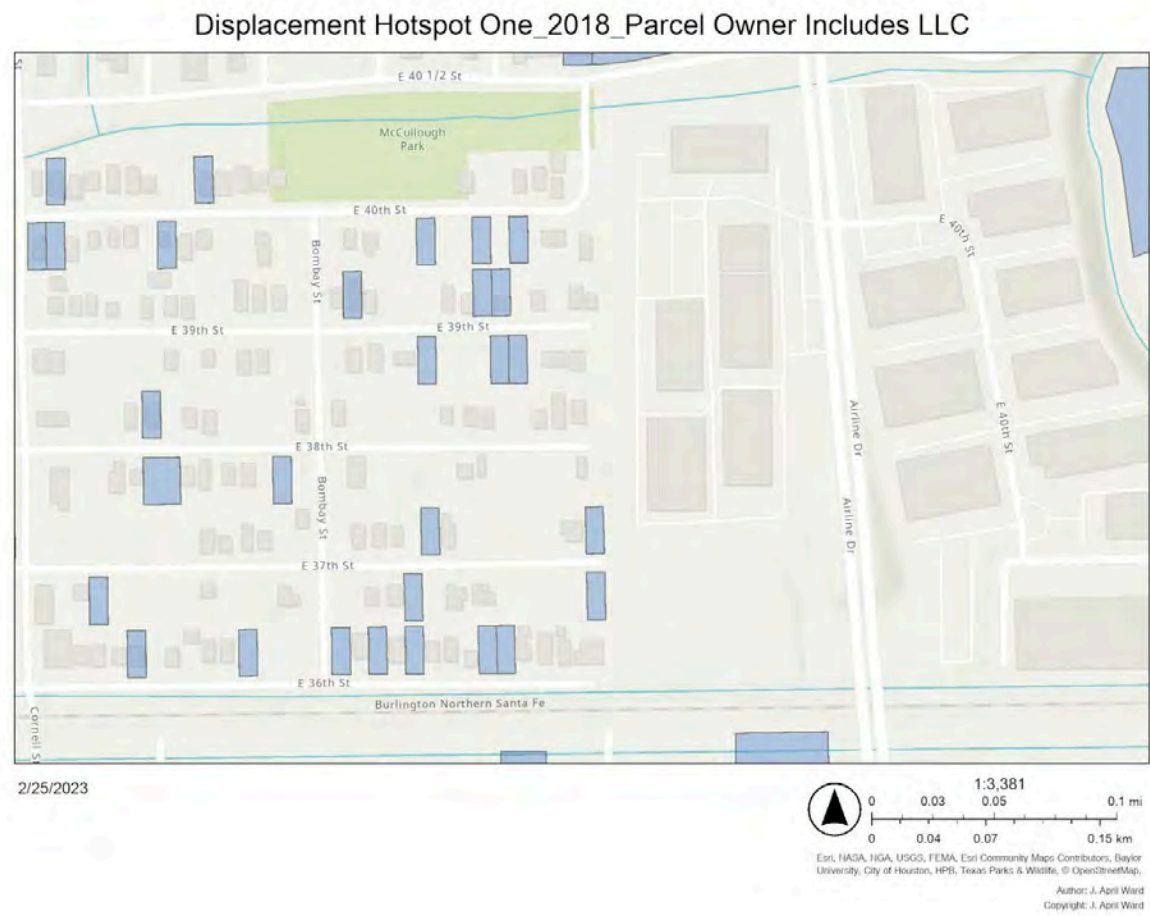 Displacement Hotspot One_2018_Parcel Owner Includes LLC
St
E 40 1/2 St
McCullough
Park
E 40th St
E 40th St
Bombay St
E 39th St
E 39th St
Airline Dr
E 40th St
E 38th St
Bombay St
Airline Dr
E 37th St
E 36th St
Burlington Northern Santa Fe
Cornell St
2/25/2023
1:3,381
0 0.03 0.05 0.1 mi
0 0.04 0.07 0.15 km
Esri, NASA, NGA, USGS, FEMA, Esri Community Maps Contributors, Baylor
University, City of Houston, HPB, Texas Parks & Wildlife, © OpenStreetMap,
Author: J. April Ward
Copyright: J. April Ward